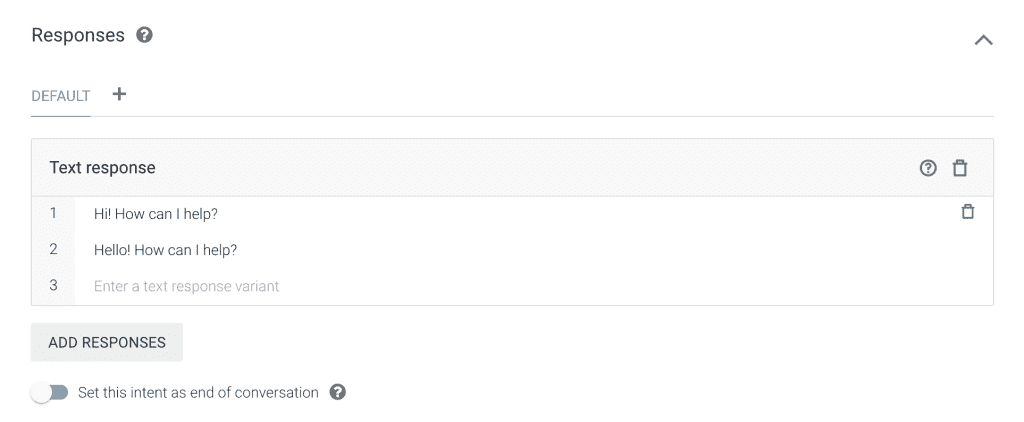 Responses
DEFAULT
Text response
1 Hi! How can I help?
2 Hello! How can I help?
3 Enter a text response variant
ADD RESPONSES
Set this intent as end of conversation